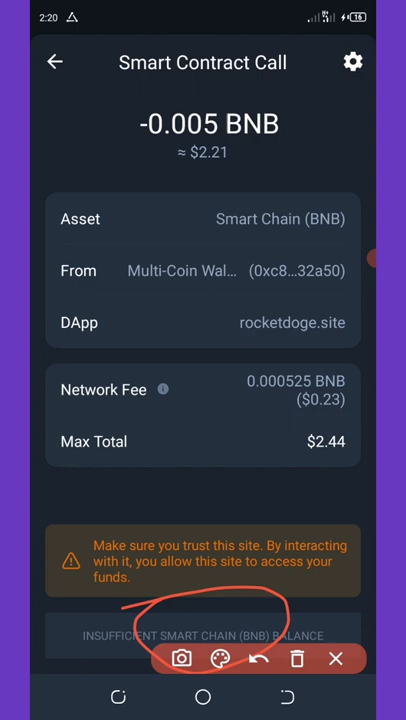 2:20
16
Smart Contract Call
-0.005 BNB
≈ $2.21
Asset Smart Chain (BNB)
From Multi-Coin Wal... (0xc8...32a50)
DApp rocketdoge.site
Network Fee 0.000525 BNB
($0.23)
Max Total $2.44
Make sure you trust this site. By interacting
with it, you allow this site to access your
funds.
INSUFFICIENT SMART CHAIN (BNB) BALANCE